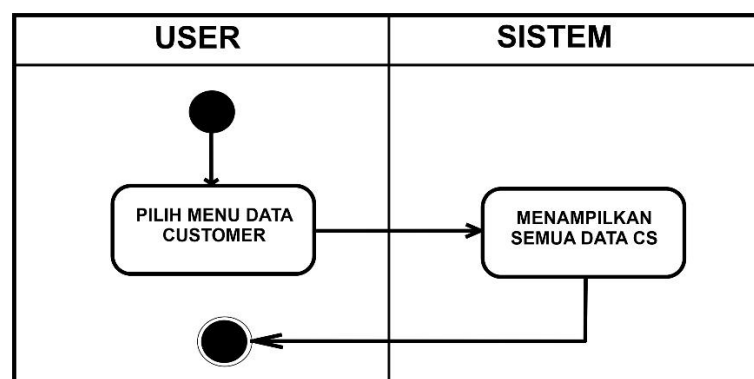 USER
SISTEM
PILIH MENU DATA
CUSTOMER
MENAMPILKAN
SEMUA DATA CS